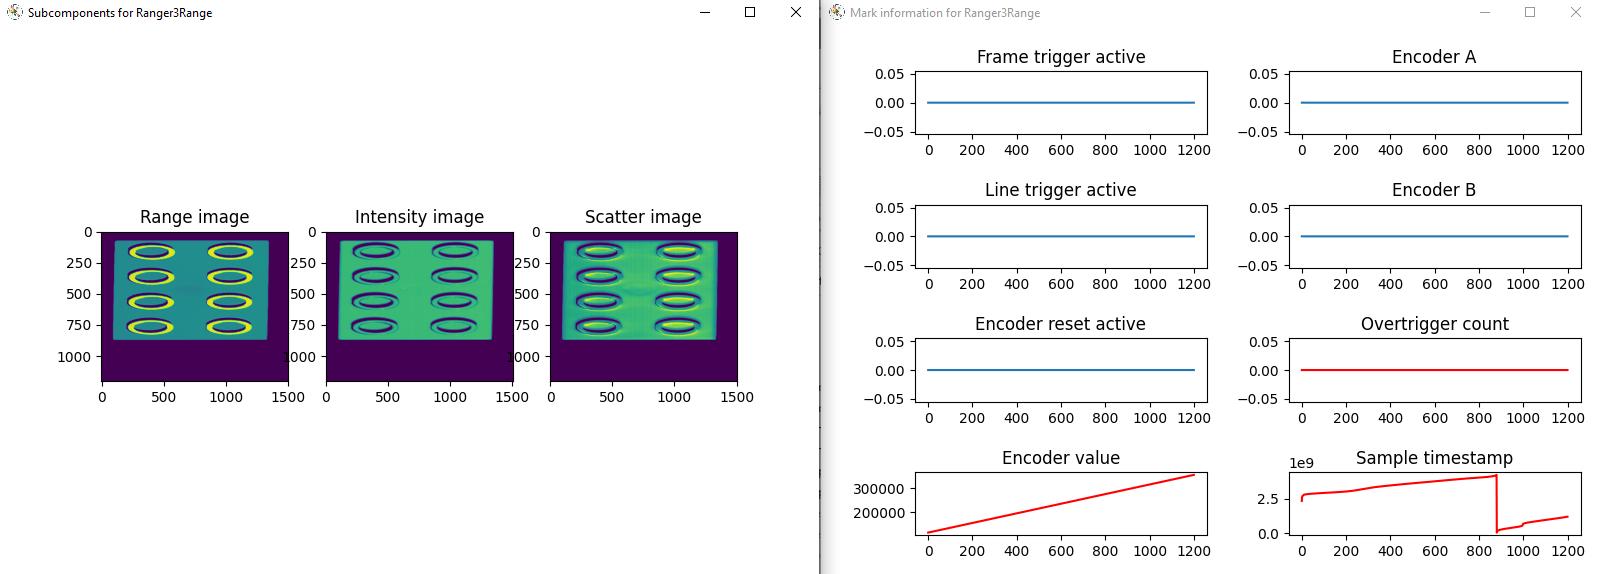 Subcomponents for Ranger3Range
Range image
Intensity image
Scatter image
0
250
500
750
1000
0
500
1000
1500
0
250
500
750
1000
0
500
1000
1500
0
250
500
750
1000
0
500
1000
1500
Mark information for Ranger3Range
Frame trigger active
0.05
0.00
−0.05
0 200 400 600 800 1000 1200
Encoder A
0.05
0.00
−0.05
0 200 400 600 800 1000 1200
Line trigger active
0.05
0.00
−0.05
0 200 400 600 800 1000 1200
Encoder B
0.05
0.00
−0.05
0 200 400 600 800 1000 1200
Encoder reset active
0.05
0.00
−0.05
0 200 400 600 800 1000 1200
Overtrigger count
0.05
0.00
−0.05
0 200 400 600 800 1000 1200
Encoder value
300000
200000
0 200 400 600 800 1000 1200
1e9
Sample timestamp
2.5
0.0
0 200 400 600 800 1000 1200